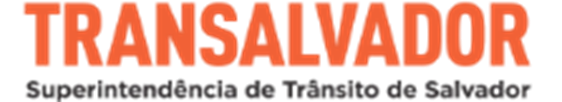 TRANSALVADOR
Superintendência de Trânsito de Salvador